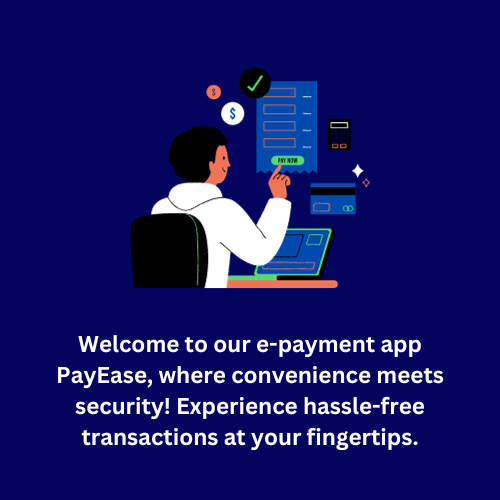 $
$
PAY NOW
Welcome to our e-payment app
PayEase, where convenience meets
security! Experience hassle-free
transactions at your fingertips.